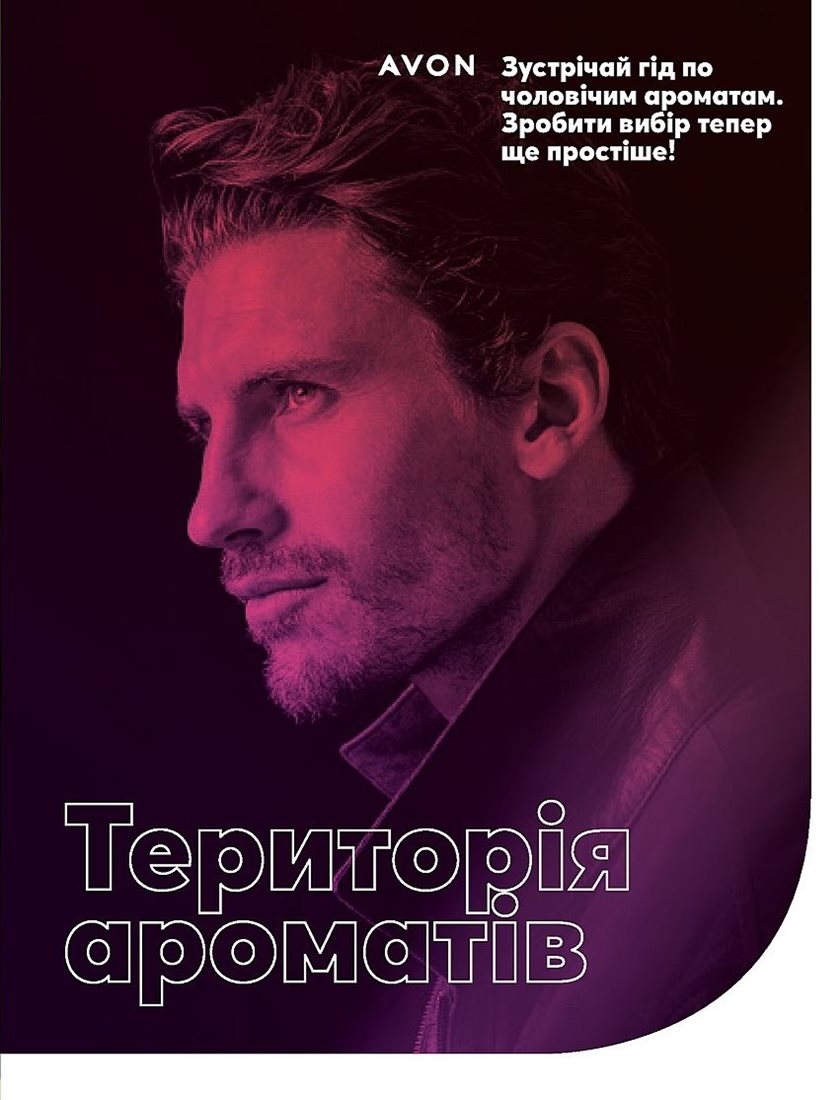 AVON
Зустрічай гід по
чоловічим ароматам.
Зробити вибір тепер
ще простіше!
Територія
ароматів